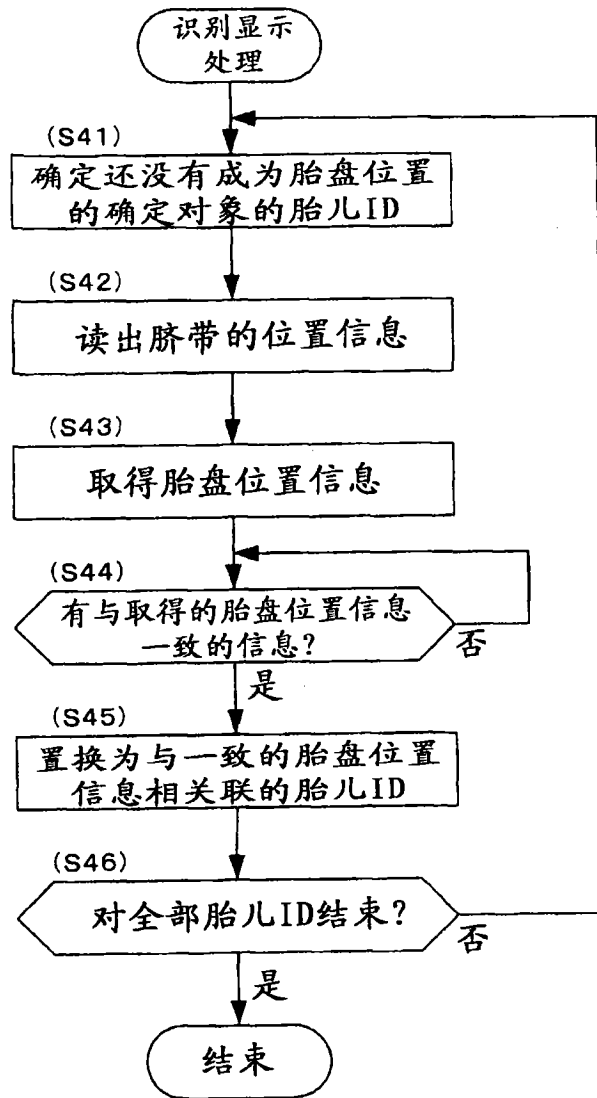 识别显示
处理
(S41)
确定还没有成为胎盘位置
的确定对象的胎儿ID
(S42)
读出脐带的位置信息
(S43)
取得胎盘位置信息
(S44)
有与取得的胎盘位置信息
一致的信息?
否
是
(S45)
置换为与一致的胎盘位置
信息相关联的胎儿ID
(S46)
对全部胎儿ID结束?
否
是
结束